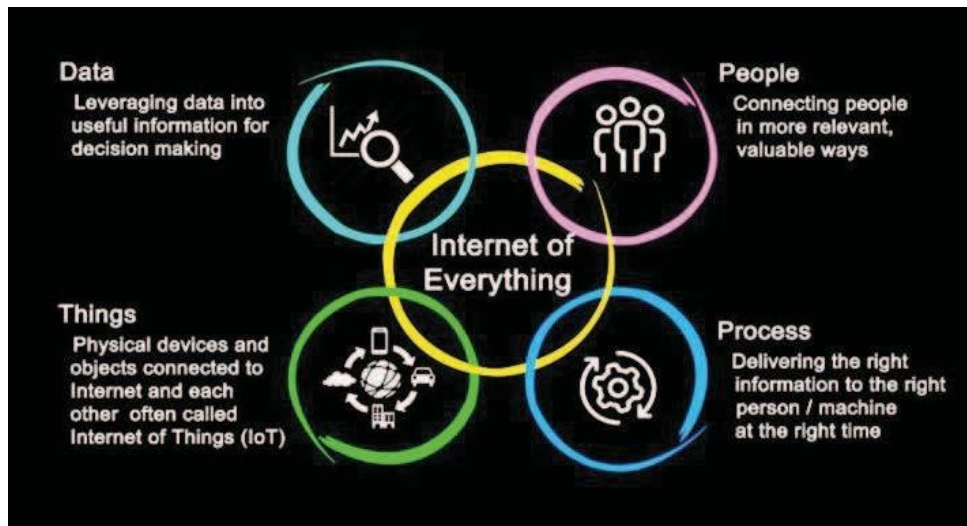 Data
Leveraging data into
useful information for
decision making
People
Connecting people
in more relevant,
valuable ways
Internet of
Everything
Things
Physical devices and
objects connected to
Internet and each
other often called
Internet of Things (IoT)
Process
Delivering the right
information to the right
person / machine
at the right time